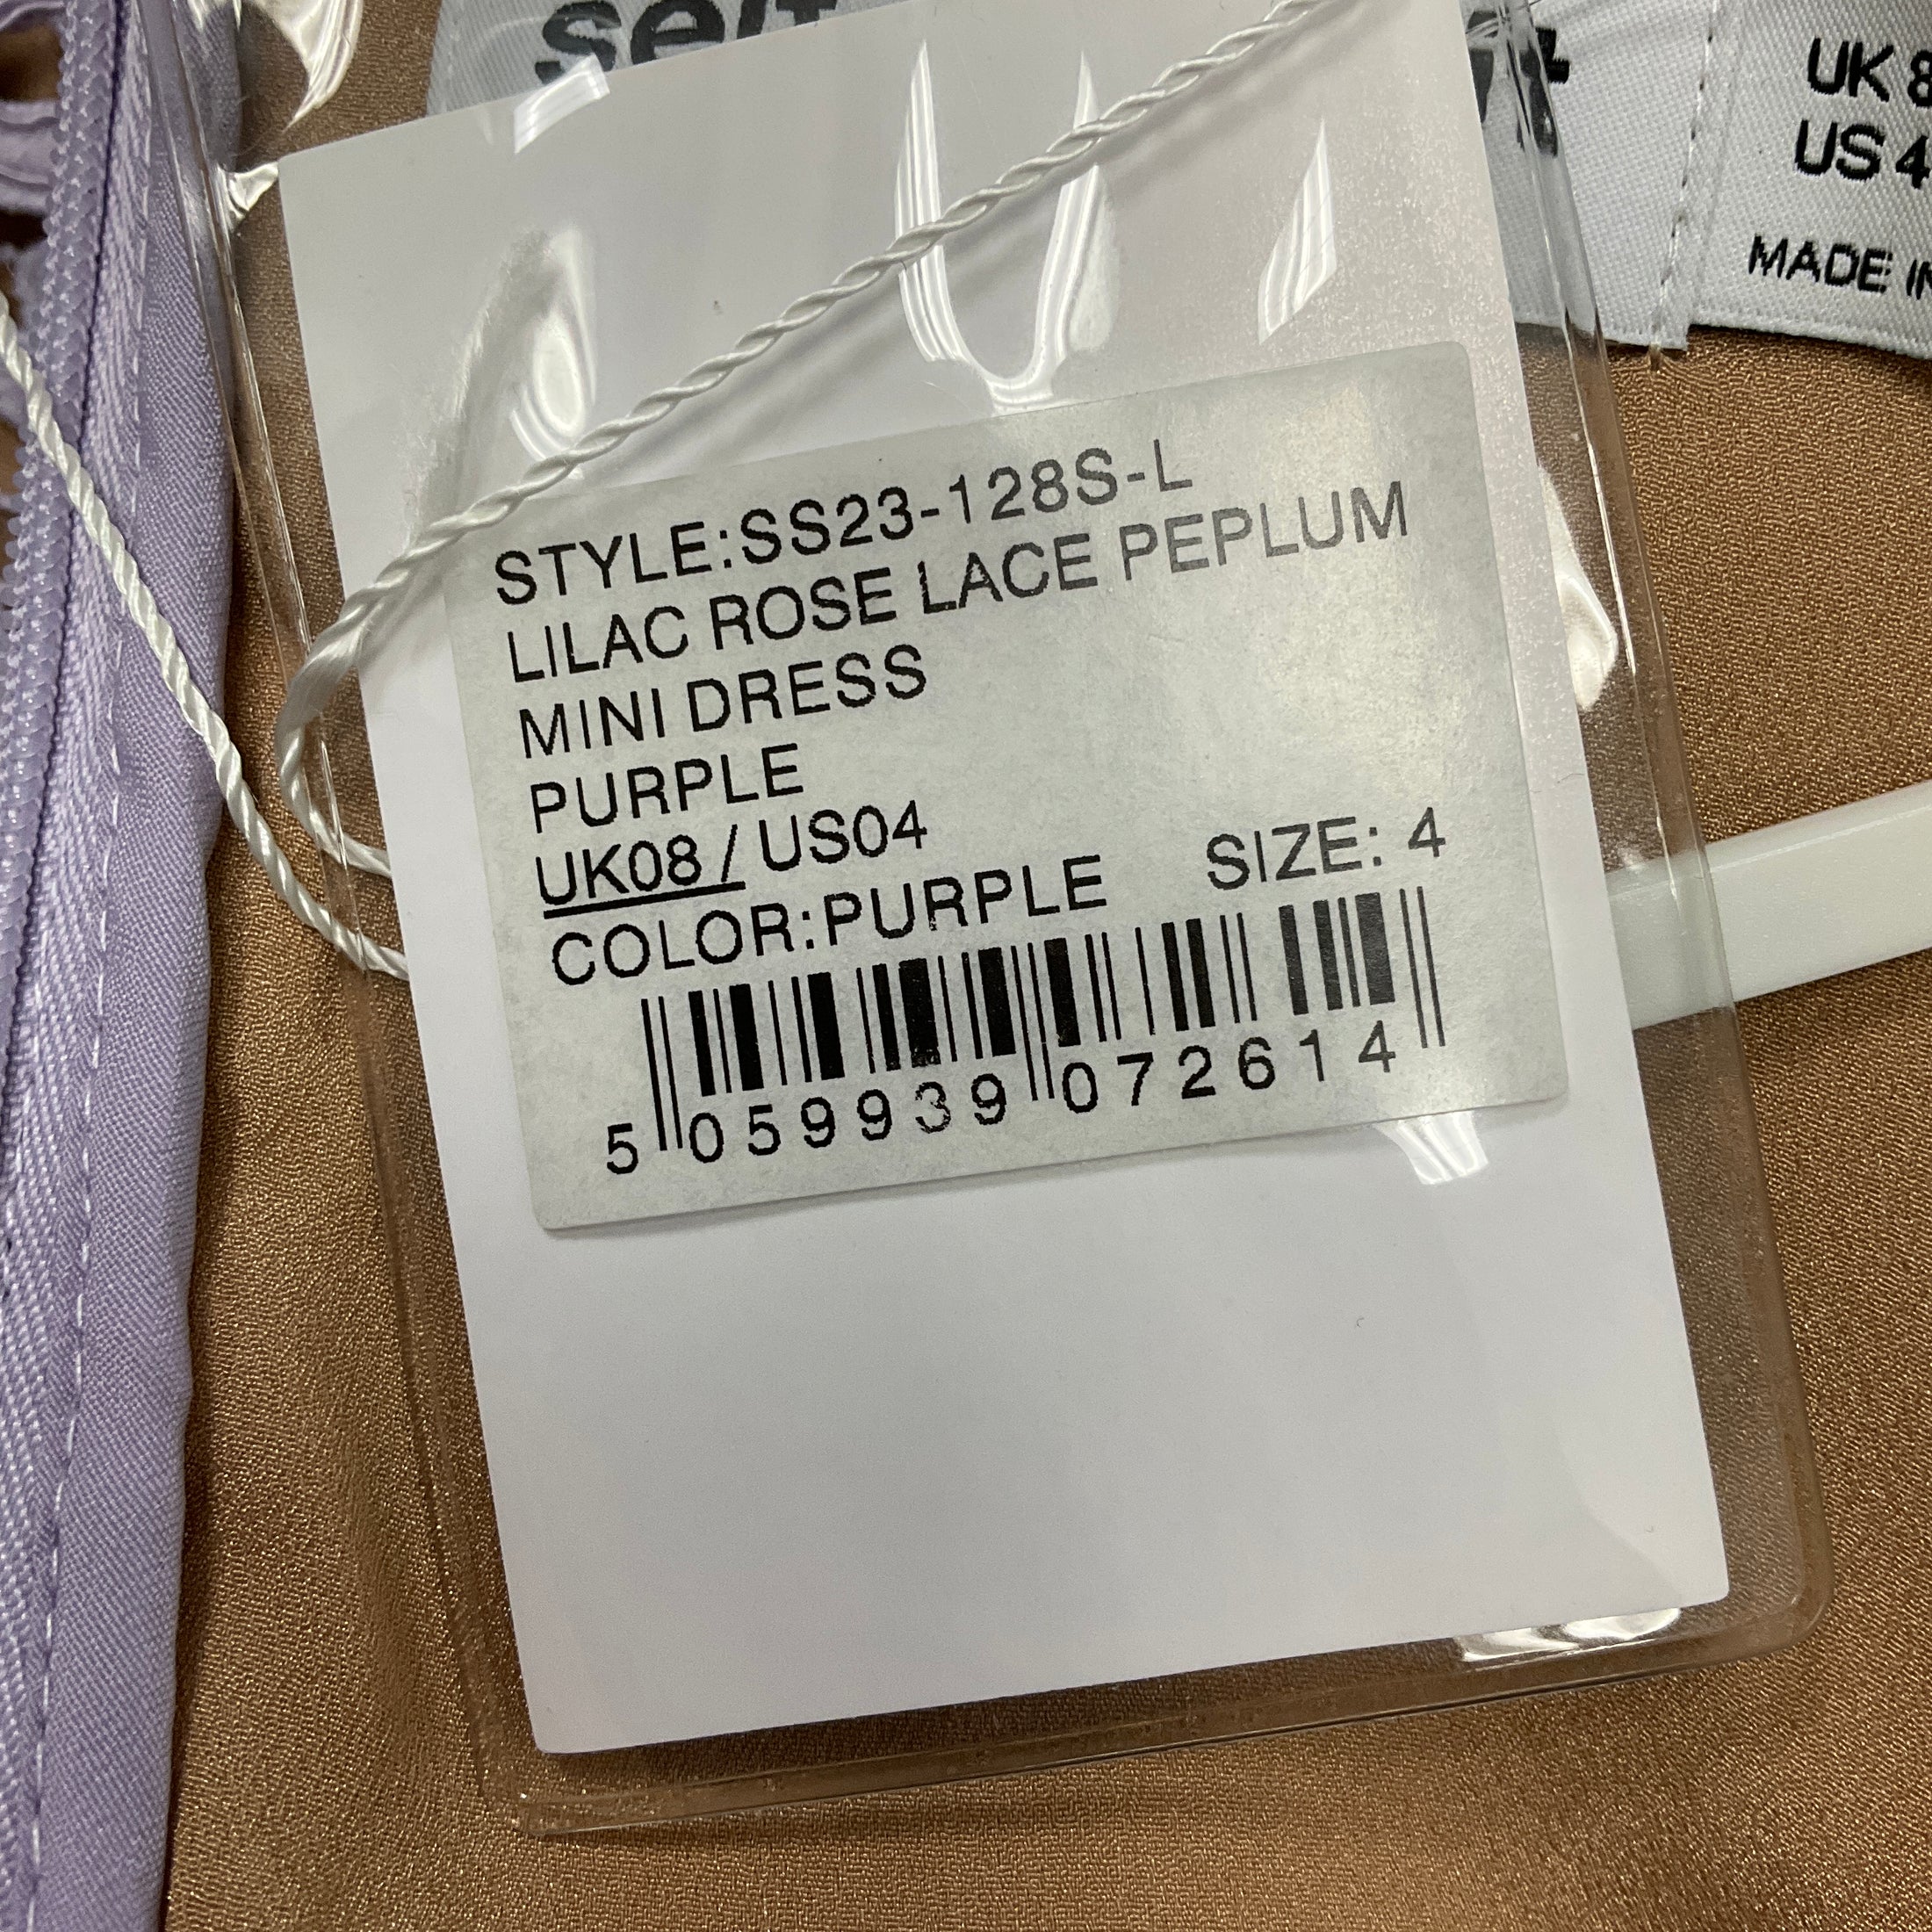 self
UK 8
US 4
MADE IN
STYLE:SS23-128S-L
LILAC ROSE LACE PEPLUM
MINI DRESS
PURPLE
UK08 / US04
COLOR:PURPLE SIZE: 4
5 059939 072614